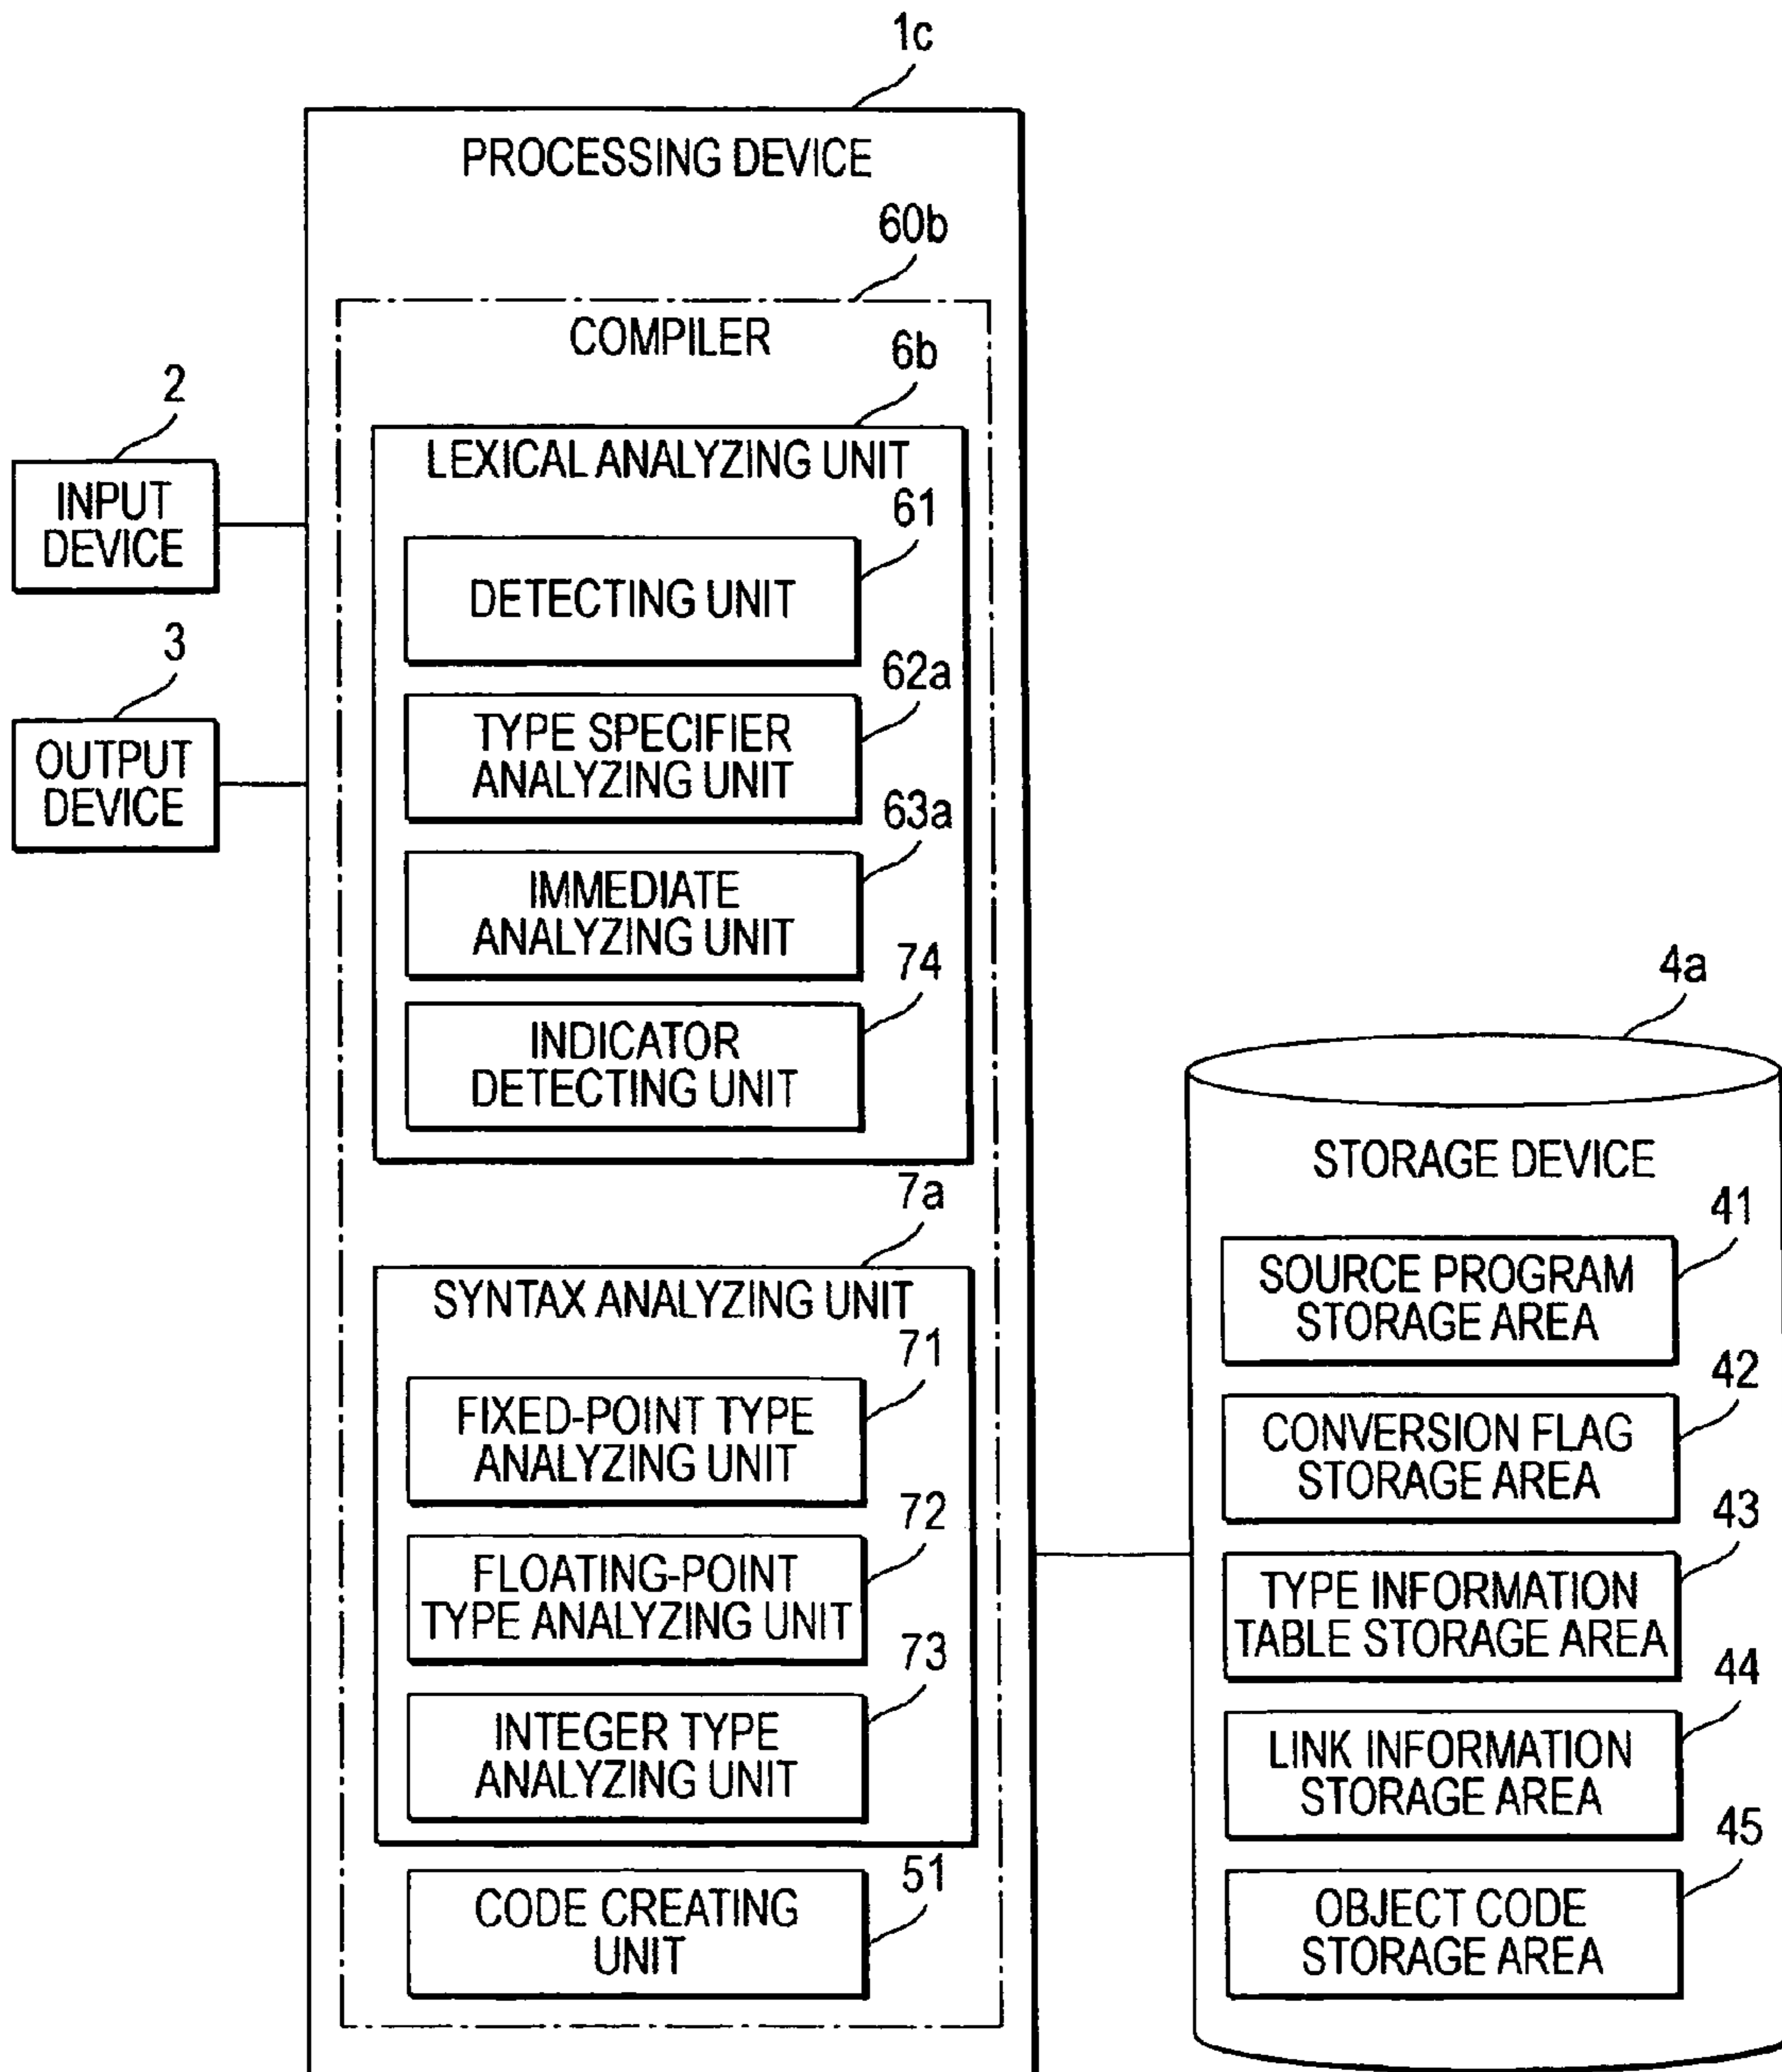 1c
PROCESSING DEVICE
60b
COMPILER
6b
LEXICAL ANALYZING UNIT
61
DETECTING UNIT
62a
TYPE SPECIFIER
ANALYZING UNIT
63a
IMMEDIATE
ANALYZING UNIT
74
INDICATOR
DETECTING UNIT
7a
SYNTAX ANALYZING UNIT
71
FIXED-POINT TYPE
ANALYZING UNIT
72
FLOATING-POINT
TYPE ANALYZING UNIT
73
INTEGER TYPE
ANALYZING UNIT
51
CODE CREATING
UNIT
2
INPUT
DEVICE
3
OUTPUT
DEVICE
4a
STORAGE DEVICE
41
SOURCE PROGRAM
STORAGE AREA
42
CONVERSION FLAG
STORAGE AREA
43
TYPE INFORMATION
TABLE STORAGE AREA
44
LINK INFORMATION
STORAGE AREA
45
OBJECT CODE
STORAGE AREA